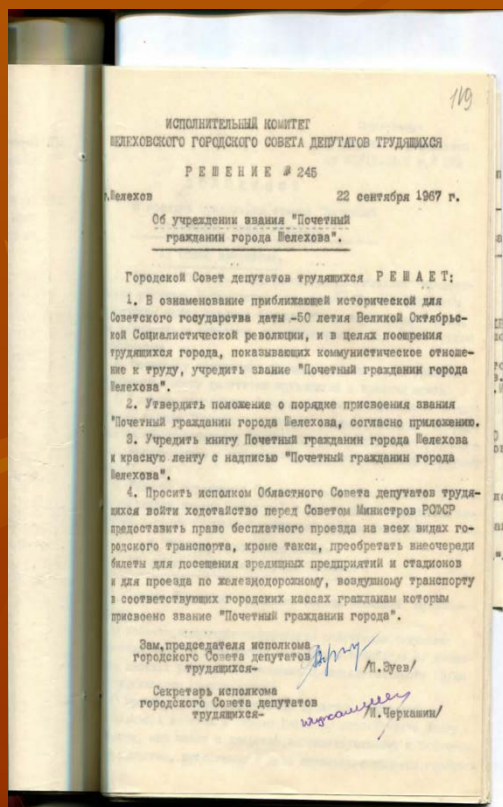 119
ИСПОЛНИТЕЛЬНЫЙ КОМИТЕТ
ШЕЛЕХОВСКОГО ГОРОДСКОГО СОВЕТА ДЕПУТАТОВ ТРУДЯЩИХСЯ
Р Е Ш Е Н И Е № 245
г.Шелехов 22 сентября 1967 г.
Об учреждении звания "Почетный
гражданин города Шелехова".
Городской Совет депутатов трудящихся Р Е Ш А Е Т:
1. В ознаменование приближающей исторической для
Советского государства даты -50 летия Великой Октябрьс-
кой Социалистической революции, и в целях поощрения
трудящихся города, показывающих коммунистическое отноше-
ние к труду, учредить звание "Почетный гражданин города
Шелехова".
2. Утвердить положение о порядке присвоения звания
"Почетный гражданин города Шелехова, согласно приложению.
3. Учредить книгу Почетный гражданин города Шелехова
и красную ленту с надписью "Почетный гражданин города
Шелехова".
4. Просить исполком Областного Совета депутатов трудя-
щихся войти ходотайство перед Советом Министров РСФСР
предоставить право бесплатного проезда на всех видах го-
родского транспорта, кроме такси, преобретать внеочереди
билеты для посещения зрелищных предприятий и стадионов
и для проезда по железнодорожному, воздушному транспорту
в соответствующих городских кассах гражданам которым
присвоено звание "Почетный гражданин города".
Зам.председателя исполкома
городского Совета депутатов
трудящихся- /П.Зуев/
Секретарь исполкома
городского Совета депутатов
трудящихся- /И.Черкашин/